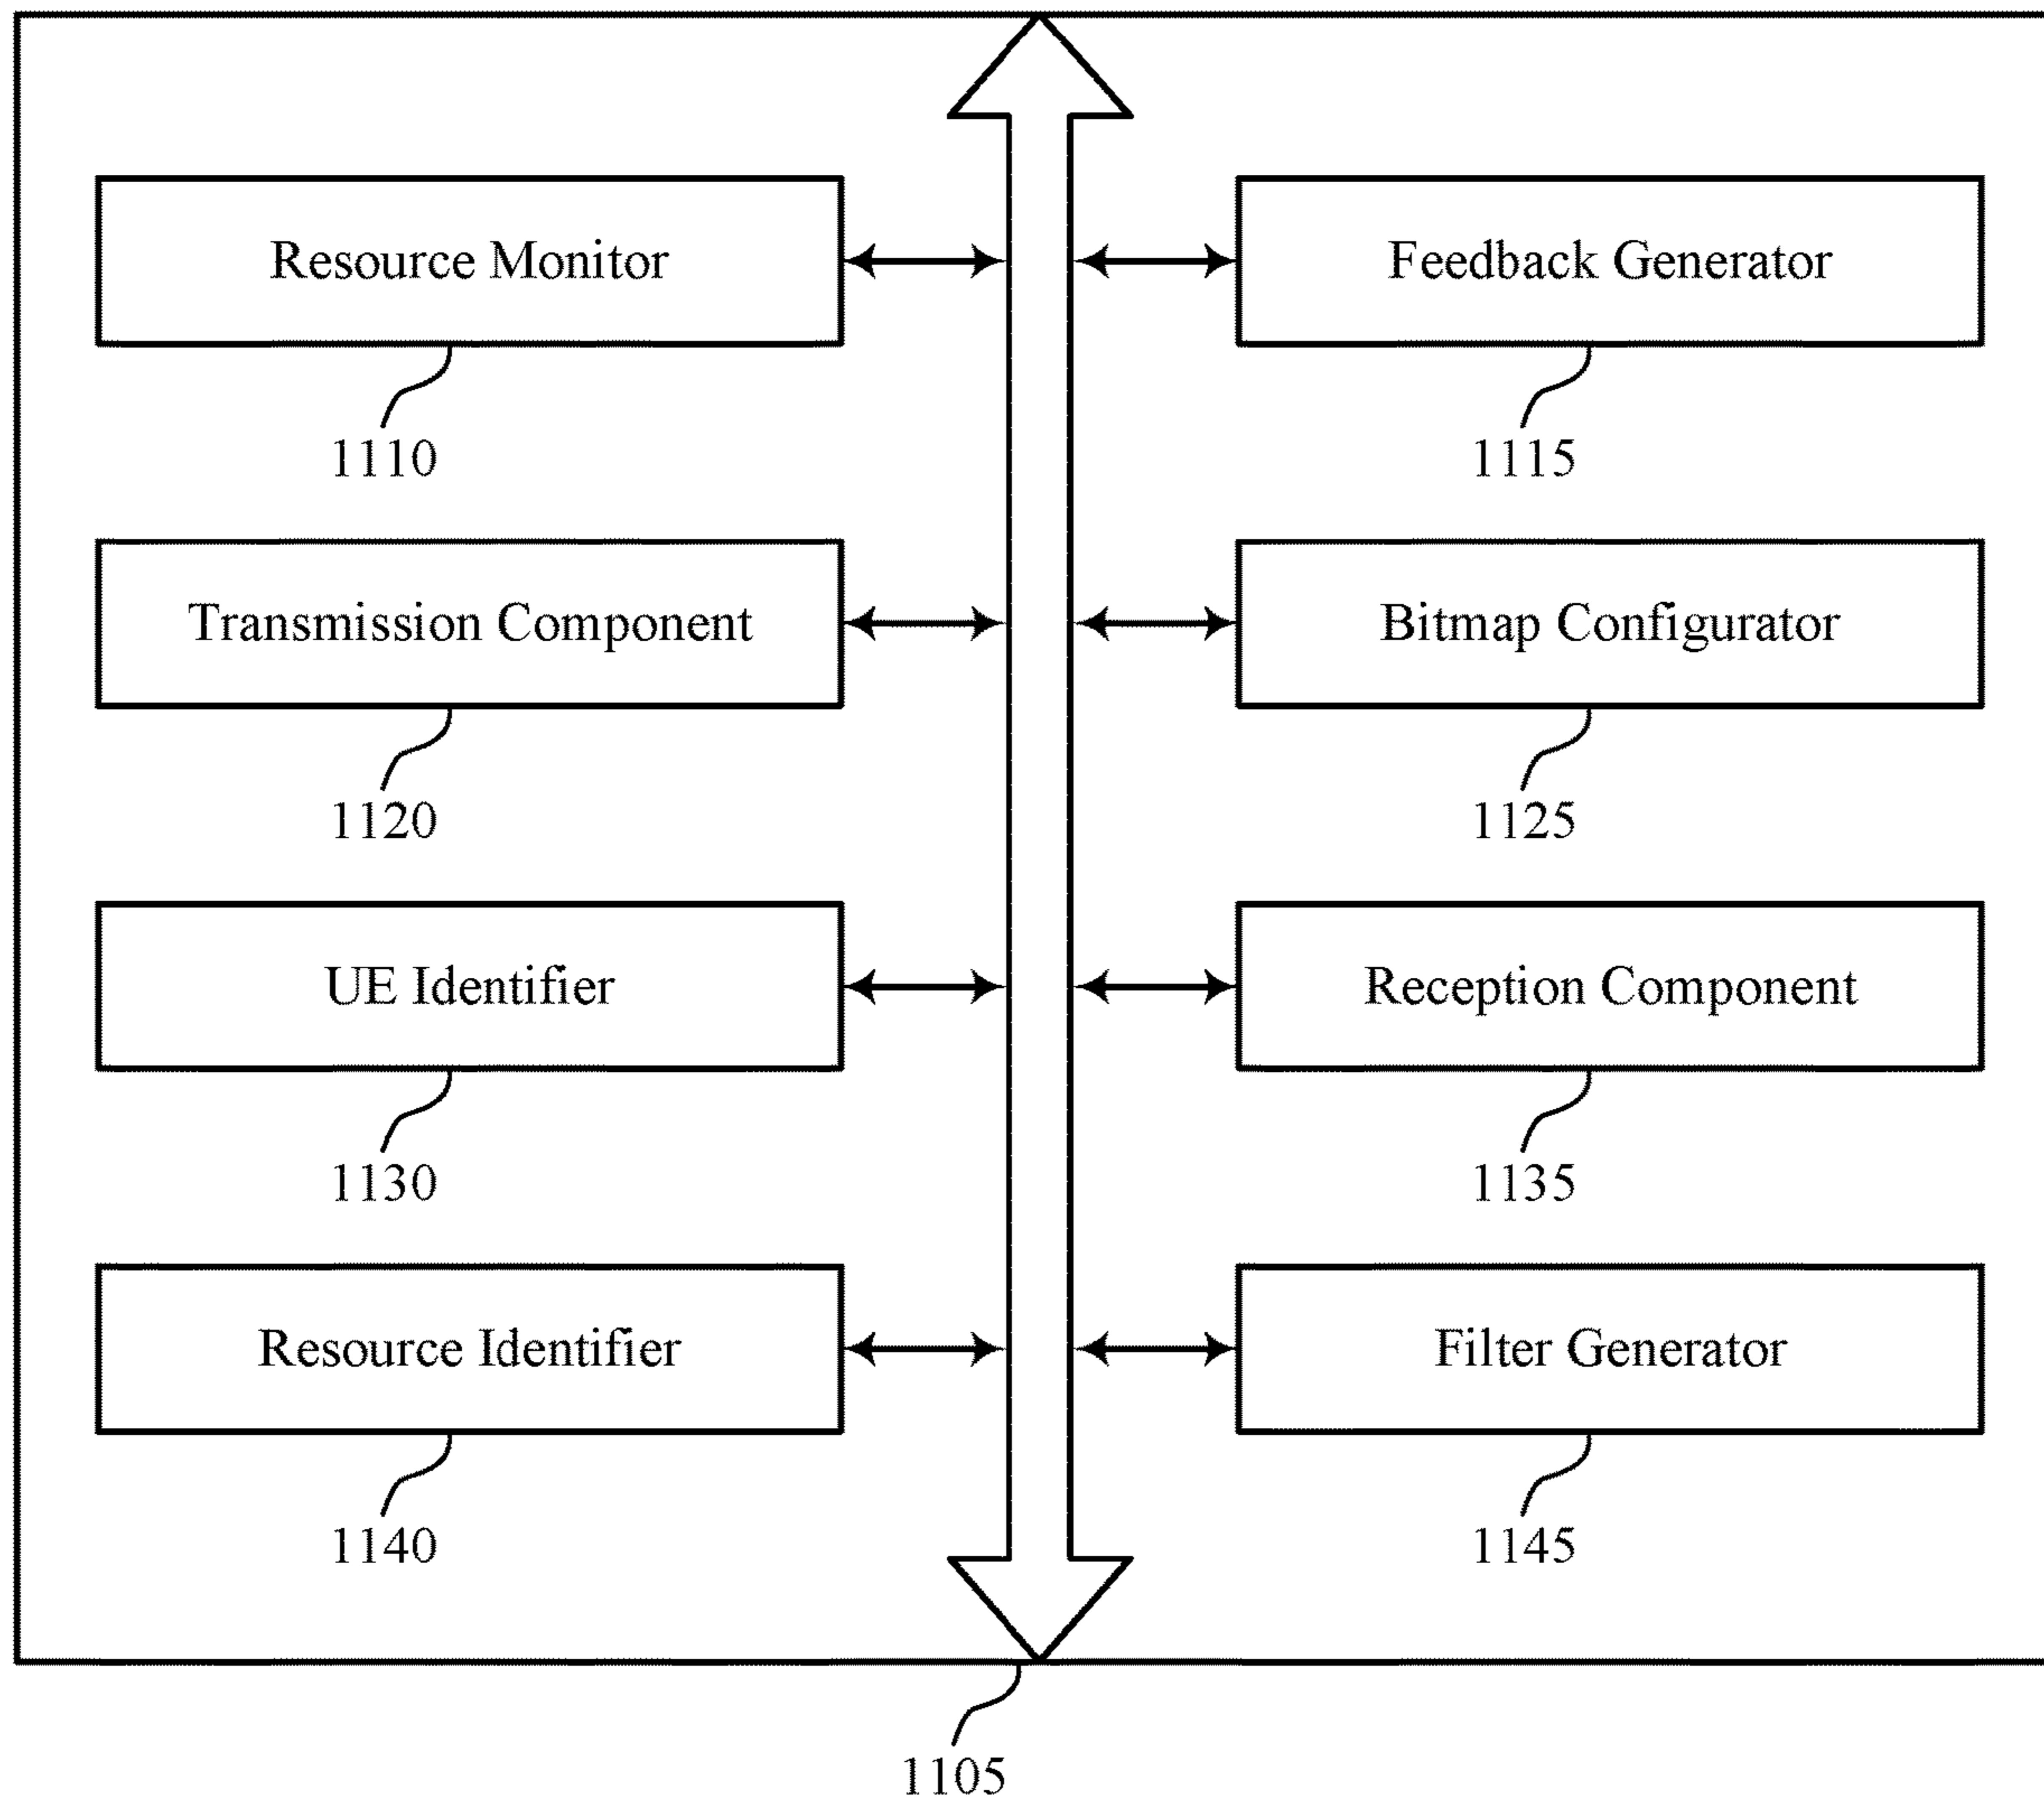 Resource Monitor
Feedback Generator
1110
1115
Transmission Component
Bitmap Configurator
1120
1125
UE Identifier
Reception Component
1130
1135
Resource Identifier
Filter Generator
1140
1145
1105